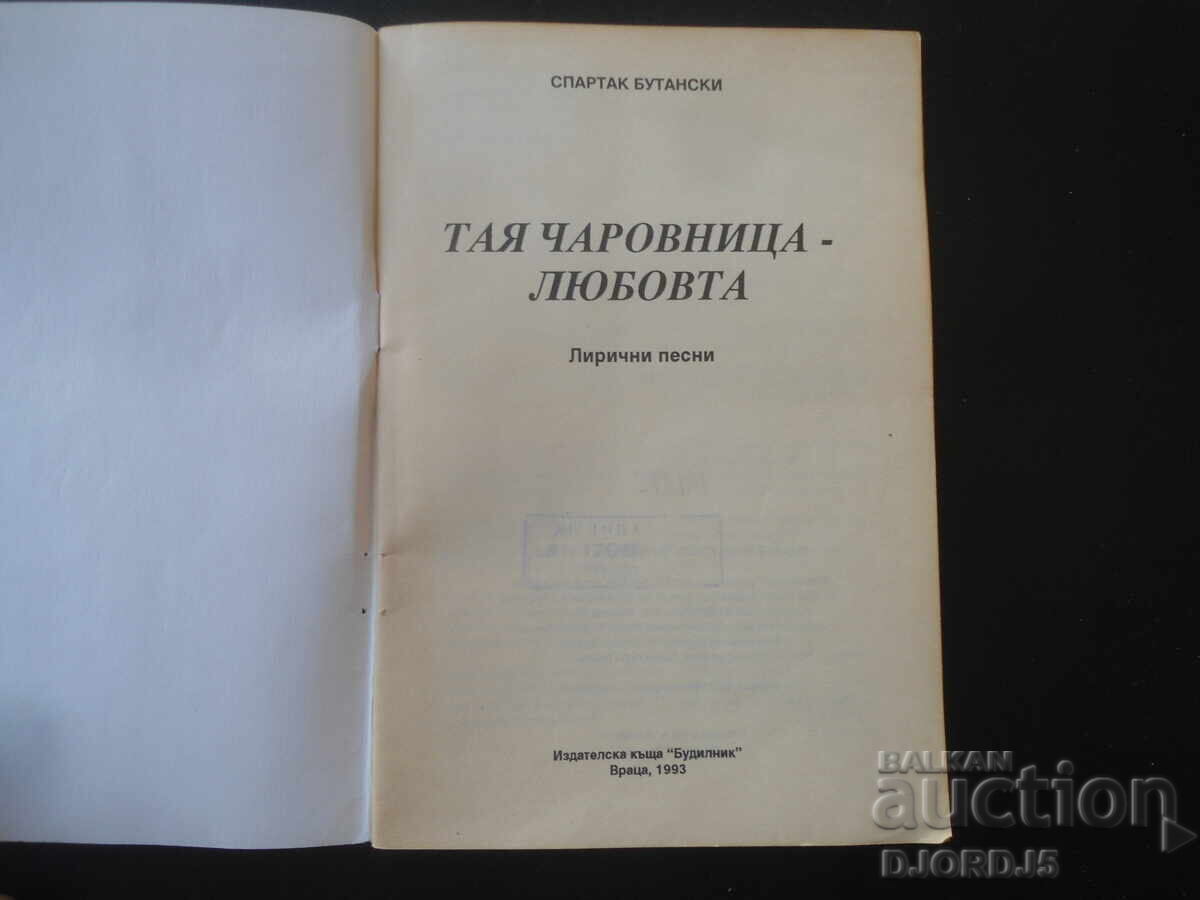 СПАРТАК БУТАНСКИ
ТАЯ ЧАРОВНИЦА -
ЛЮБОВТА
Лирични песни
Издателска къща "Будилник"
Враца, 1993
BALKAN
auction
DJORDJ5